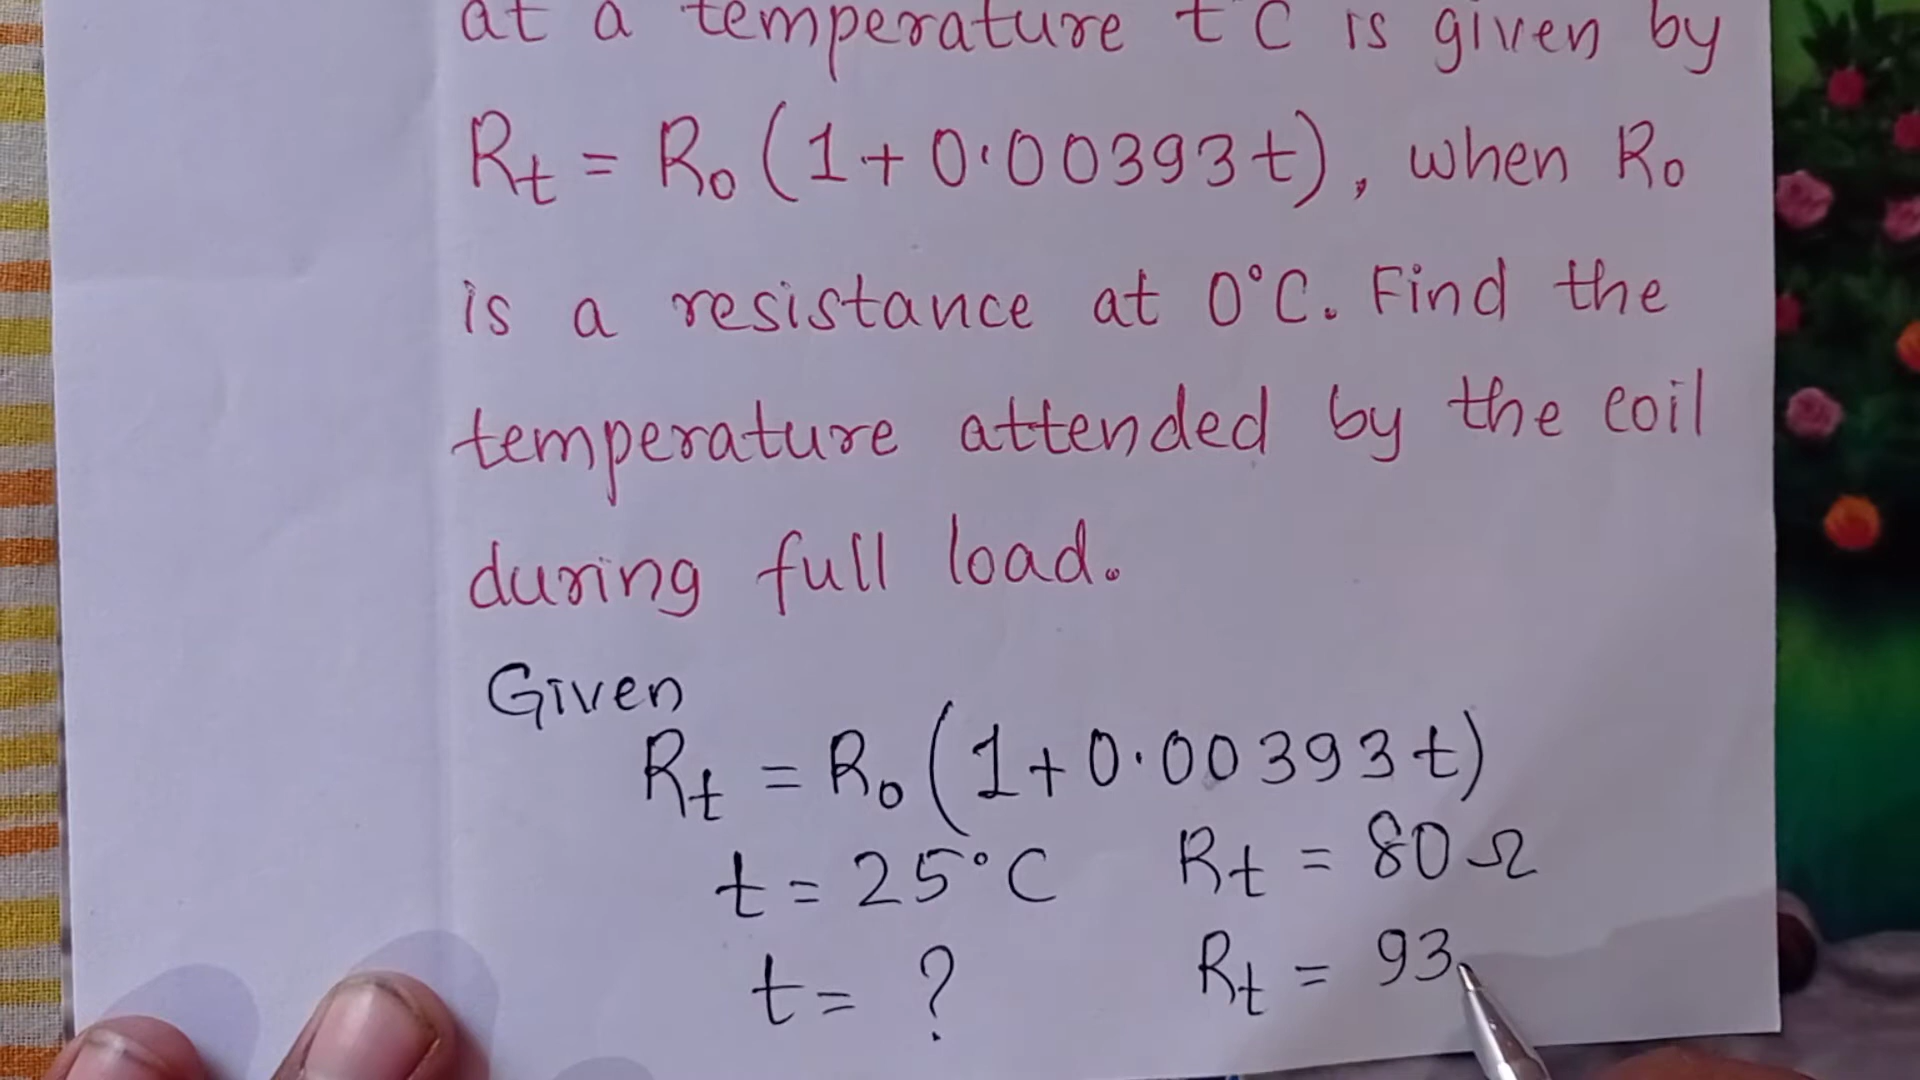 at a temperature t°C is given by
Rt = R₀ (1 + 0.00393t), when R₀
is a resistance at 0°C. Find the
temperature attended by the coil
during full load.
Given
Rt = R₀ (1 + 0.00393t)
t = 25°C Rt = 80 Ω
t = ? Rt = 93.